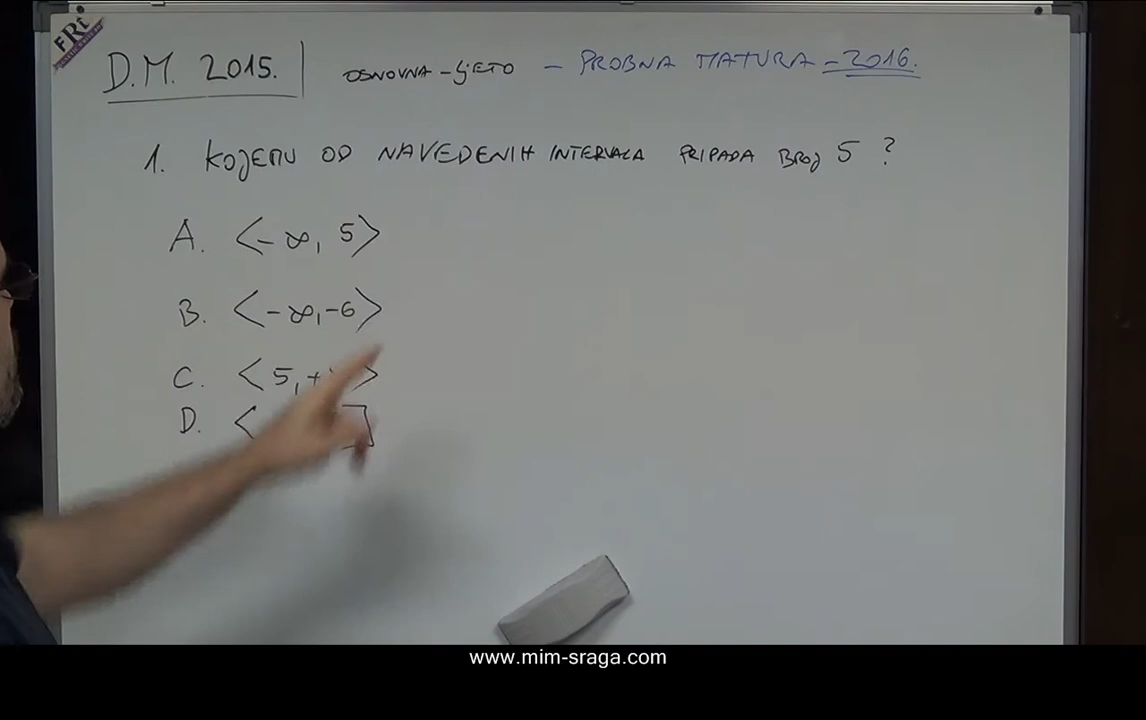 FRi
D.M. 2015. OSNOVNA - LJETO - PROBNA MATURA - 2016.
1. KOJEMU OD NAVEDENIH INTERVALA PRIPADA BROJ 5 ?
A. <-∞, 5>
B. <-∞, -6>
C. < 5, + >
D. < ]
www.mim-sraga.com